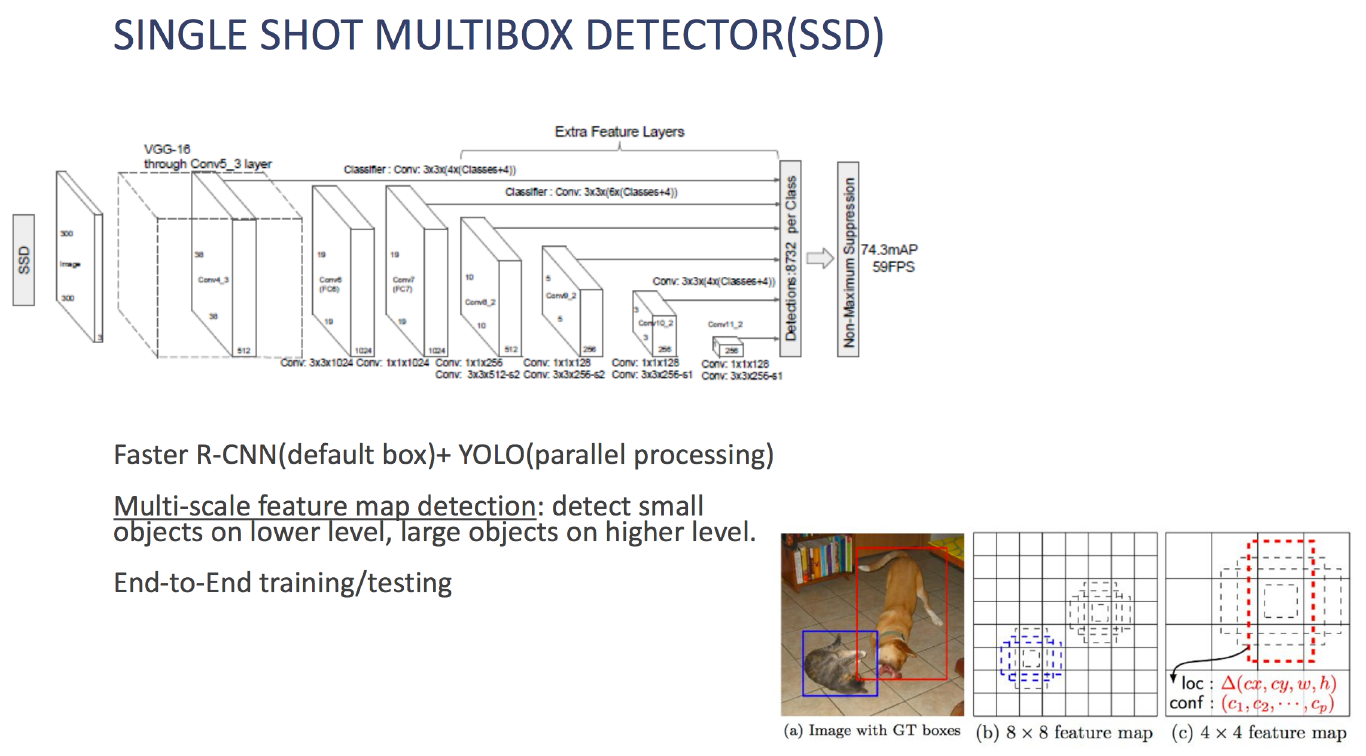 SINGLE SHOT MULTIBOX DETECTOR(SSD)
Extra Feature Layers
VGG-16
through Conv5_3 layer
Classifier : Conv: 3x3x(4x(Classes+4))
Classifier : Conv: 3x3x(6x(Classes+4))
Conv: 3x3x(4x(Classes+4))
SSD
300
Image
300
3
38
Conv4_3
38
512
19
Conv6
(FC6)
19
1024
19
Conv7
(FC7)
19
1024
10
Conv8_2
10
512
5
Conv9_2
5
256
3
Conv10_2
3
256
Conv11_2
1
256
Detections:8732 per Class
Non-Maximum Suppression
74.3mAP
59FPS
Conv: 3x3x1024 Conv: 1x1x1024 Conv: 1x1x256 Conv: 1x1x128 Conv: 1x1x128 Conv: 1x1x128
Conv: 3x3x512-s2 Conv: 3x3x256-s2 Conv: 3x3x256-s1 Conv: 3x3x256-s1
Faster R-CNN(default box)+ YOLO(parallel processing)
Multi-scale feature map detection: detect small
objects on lower level, large objects on higher level.
End-to-End training/testing
loc : Δ(cx, cy, w, h)
conf : (c₁, c₂, ···, cₚ)
(a) Image with GT boxes (b) 8 × 8 feature map (c) 4 × 4 feature map